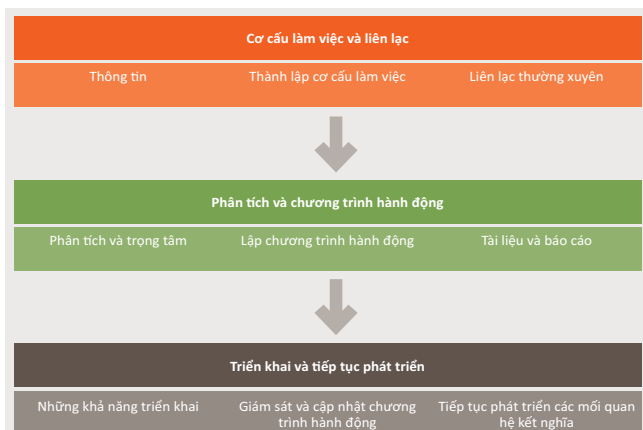 Cơ cấu làm việc và liên lạc
Thông tin
Thành lập cơ cấu làm việc
Liên lạc thường xuyên
Phân tích và chương trình hành động
Phân tích và trọng tâm
Lập chương trình hành động
Tài liệu và báo cáo
Triển khai và tiếp tục phát triển
Những khả năng triển khai
Giám sát và cập nhật chương
trình hành động
Tiếp tục phát triển các mối quan
hệ kết nghĩa